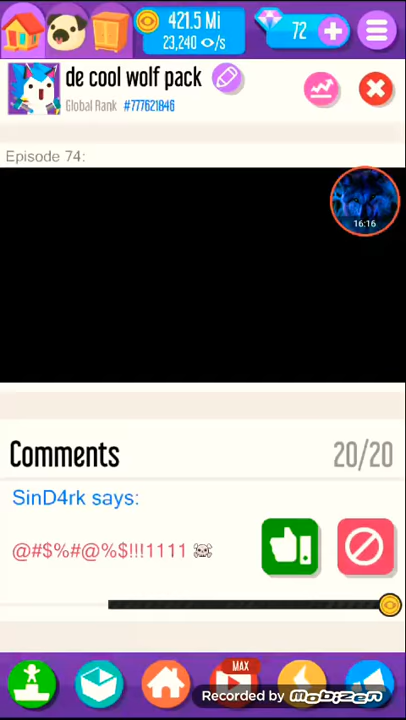 421.5 Mi
23,240 /s
72
de cool wolf pack
Global Rank #777621846
Episode 74:
16:16
Comments 20/20
SinD4rk says:
@#$%#@%$!!!1111 ☠
MAX
Recorded by MOBIZEN